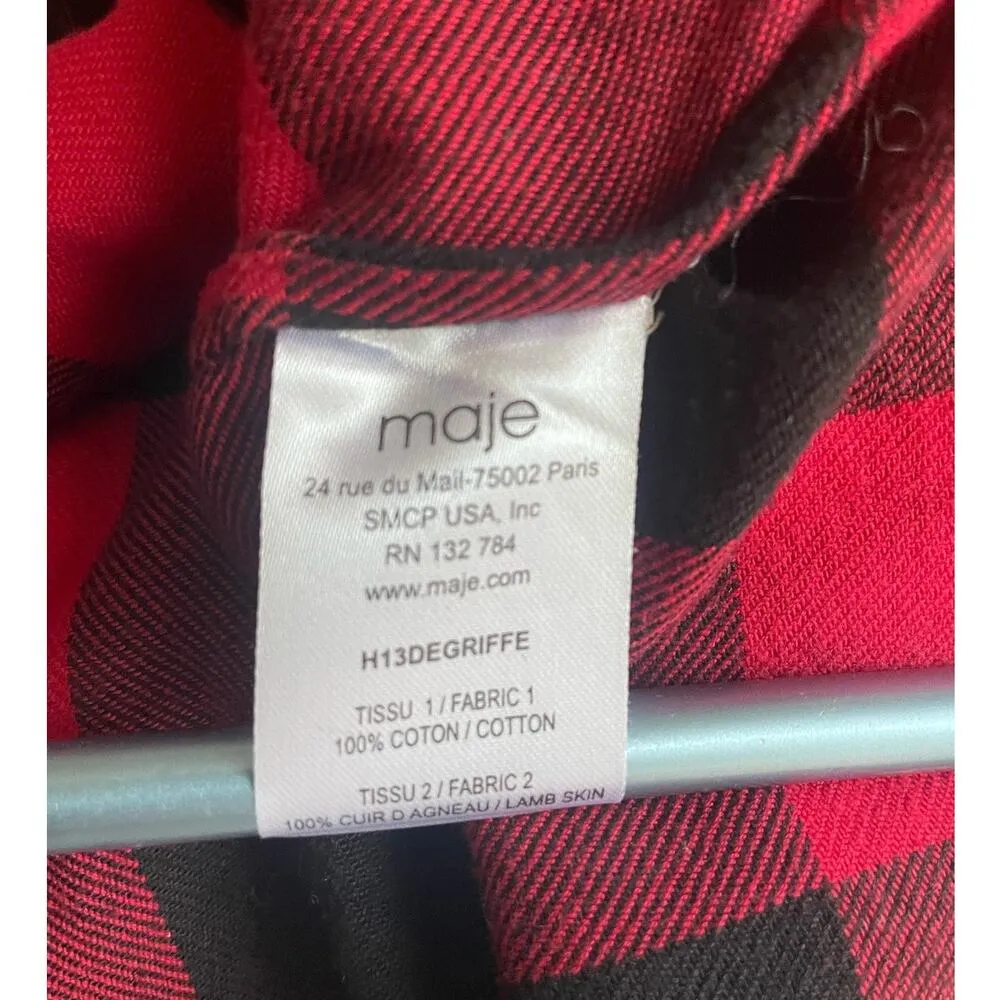 maje
24 rue du Mail-75002 Paris
SMCP USA, Inc
RN 132 784
www.maje.com
H13DEGRIFFE
TISSU 1 / FABRIC 1
100% COTON / COTTON
TISSU 2 / FABRIC 2
100% CUIR D AGNEAU / LAMB SKIN